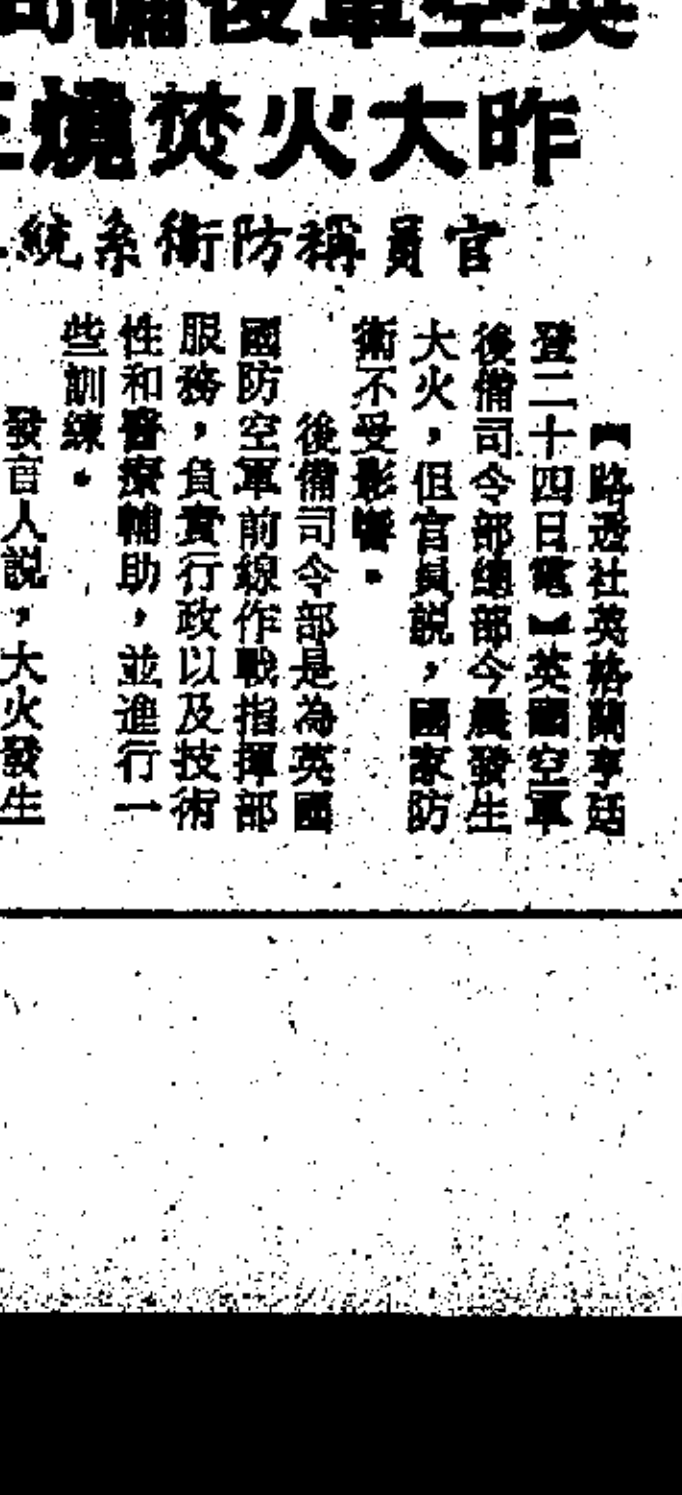 英空軍後備司
昨大火焚燒三
官員稱防衛系統
【路透社英格蘭亨廷
登二十四日電】英國空軍
後備司令部總部今晨發生
大火，但官員説，國家防
衛不受影響。
後備司令部是為英國
國防空軍前線作戰指揮部
服務，負責行政以及技術
性和醫療輔助，並進行一
些訓練。
發言人説，大火發生